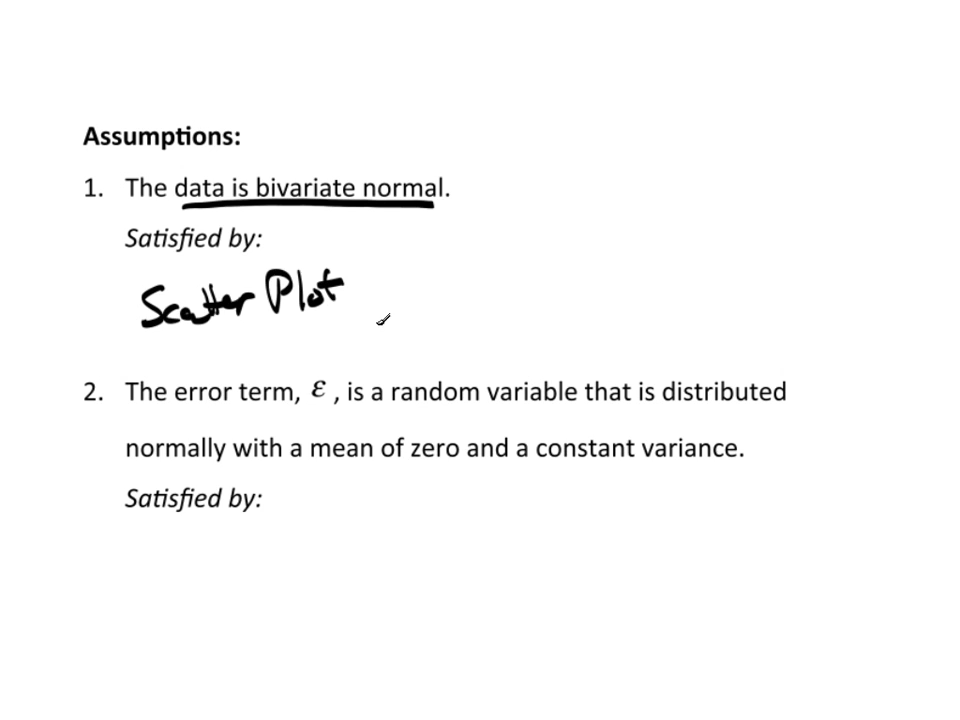 Assumptions:
1. The data is bivariate normal.
Satisfied by:
Scatter Plot
2. The error term, ε , is a random variable that is distributed
normally with a mean of zero and a constant variance.
Satisfied by: